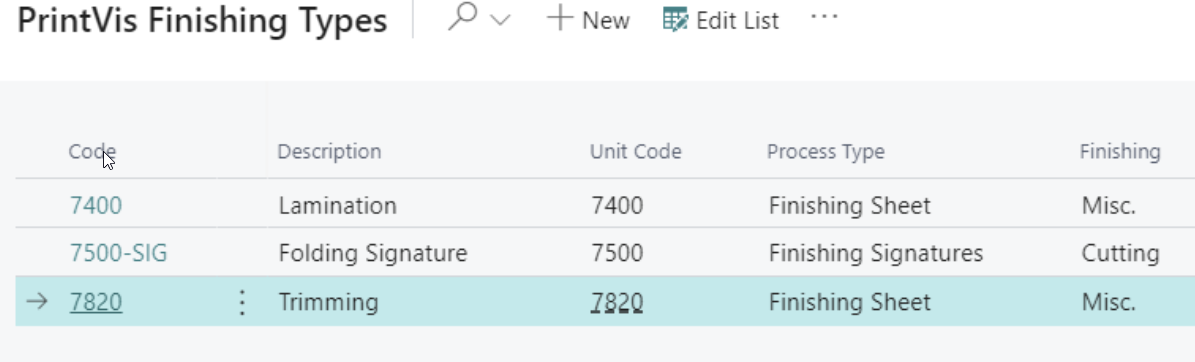 PrintVis Finishing Types New Edit List ...
Code Description Unit Code Process Type Finishing
7400 Lamination 7400 Finishing Sheet Misc.
7500-SIG Folding Signature 7500 Finishing Signatures Cutting
7820 Trimming 7820 Finishing Sheet Misc.